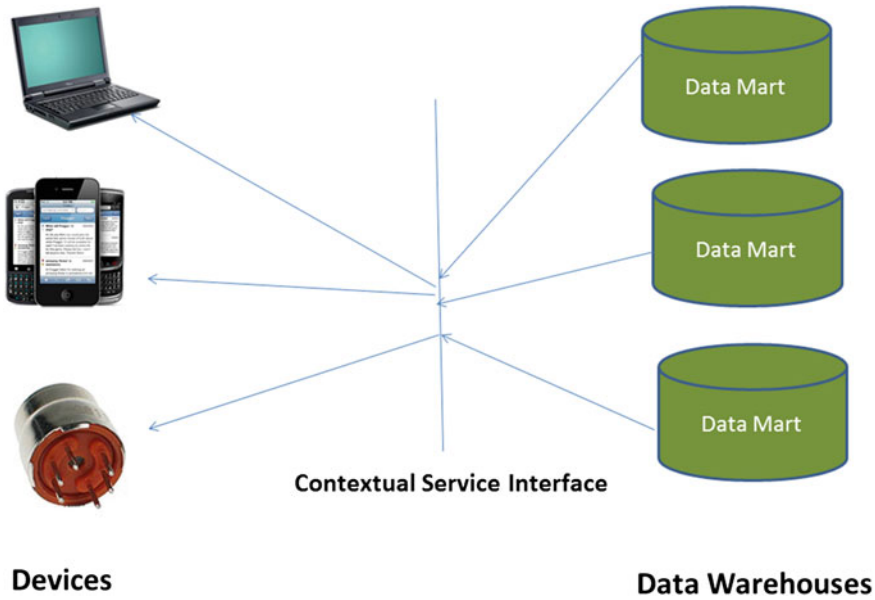 Data Mart
Data Mart
Data Mart
Contextual Service Interface
Devices
Data Warehouses